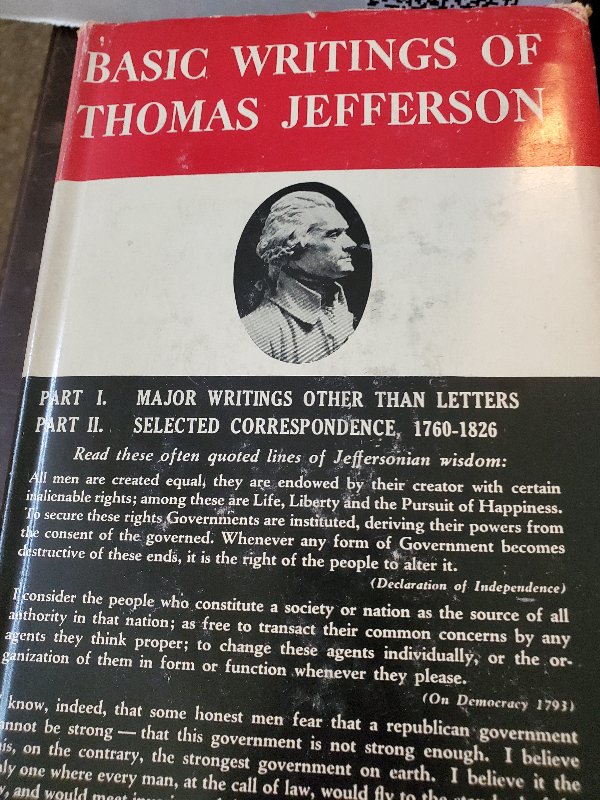 BASIC WRITINGS OF
THOMAS JEFFERSON
PART I. MAJOR WRITINGS OTHER THAN LETTERS
PART II. SELECTED CORRESPONDENCE, 1760-1826
Read these often quoted lines of Jeffersonian wisdom:
All men are created equal, they are endowed by their creator with certain
inalienable rights; among these are Life, Liberty and the Pursuit of Happiness.
To secure these rights Governments are instituted, deriving their powers from
the consent of the governed. Whenever any form of Government becomes
destructive of these ends, it is the right of the people to alter it.
(Declaration of Independence)
I consider the people who constitute a society or nation as the source of all
authority in that nation; as free to transact their common concerns by any
agents they think proper; to change these agents individually, or the or-
ganization of them in form or function whenever they please.
(On Democracy 1793)
I know, indeed, that some honest men fear that a republican government
cannot be strong — that this government is not strong enough. I believe
this, on the contrary, the strongest government on earth. I believe it the
only one where every man, at the call of law, would fly to the
and would meet